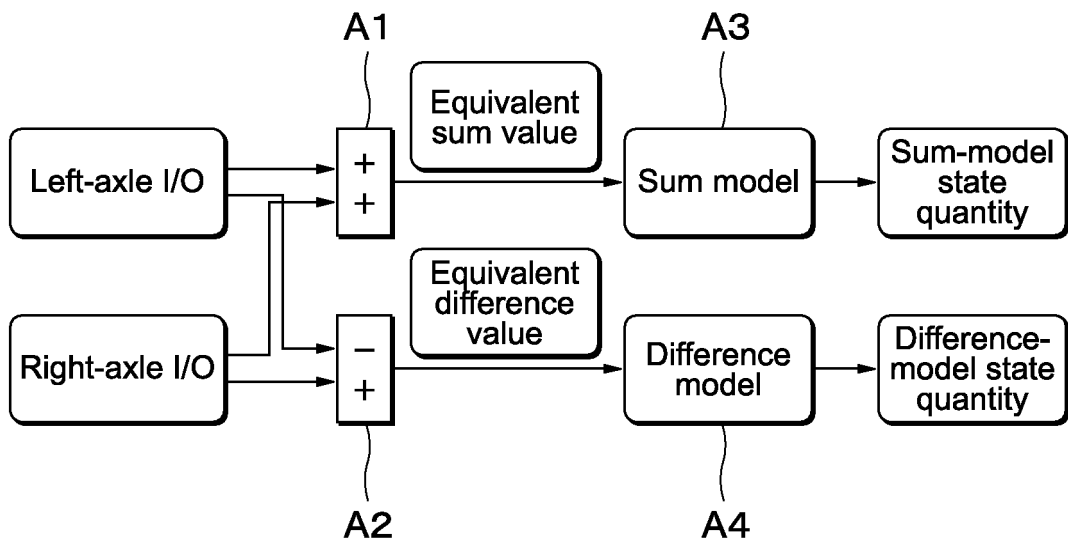 A1
A3
Equivalent
sum value
Left-axle I/O
+
+
Sum model
Sum-model
state
quantity
Equivalent
difference
value
Right-axle I/O
−
+
Difference
model
Difference-
model state
quantity
A2
A4